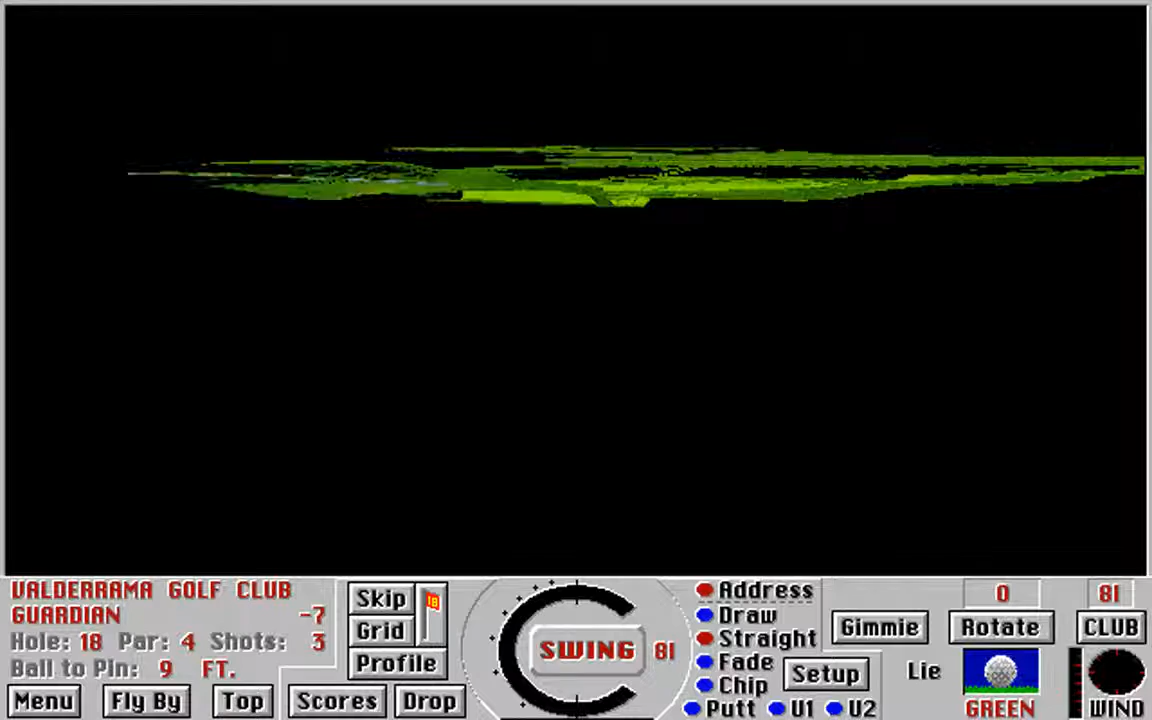 VALDERRAMA GOLF CLUB
GUARDIAN -7
Hole: 18 Par: 4 Shots: 3
Ball to Pin: 9 FT.
Menu Fly By Top Scores Drop
Skip
18
Grid
Profile
SWING 81
Address
Draw
Straight
Fade
Chip
Putt U1 U2
Setup
Gimmie
0
Rotate
81
CLUB
Lie
GREEN
WIND